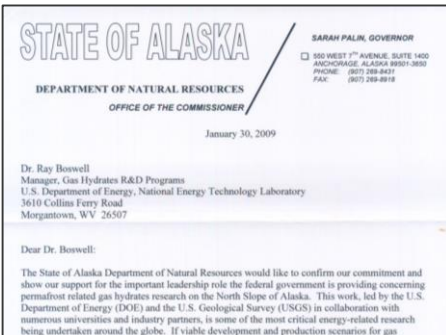 STATE OF ALASKA
SARAH PALIN, GOVERNOR
550 WEST 7TH AVENUE, SUITE 1400
ANCHORAGE, ALASKA 99501-3650
PHONE: (907) 269-8431
FAX: (907) 269-8918
DEPARTMENT OF NATURAL RESOURCES
OFFICE OF THE COMMISSIONER
January 30, 2009
Dr. Ray Boswell
Manager, Gas Hydrates R&D Programs
U.S. Department of Energy, National Energy Technology Laboratory
3610 Collins Ferry Road
Morgantown, WV 26507
Dear Dr. Boswell:
The State of Alaska Department of Natural Resources would like to confirm our commitment and
show our support for the important leadership role the federal government is providing concerning
permafrost related gas hydrates research on the North Slope of Alaska. This work, led by the U.S.
Department of Energy (DOE) and the U.S. Geological Survey (USGS) in collaboration with
numerous universities and industry partners, is some of the most critical energy-related research
being undertaken around the globe. If viable development and production scenarios for gas